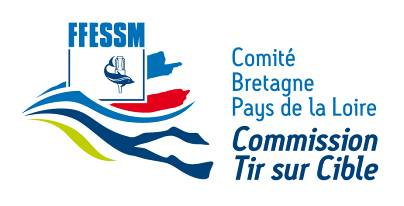 FFESSM
Comité
Bretagne
Pays de la Loire
Commission
Tir sur Cible